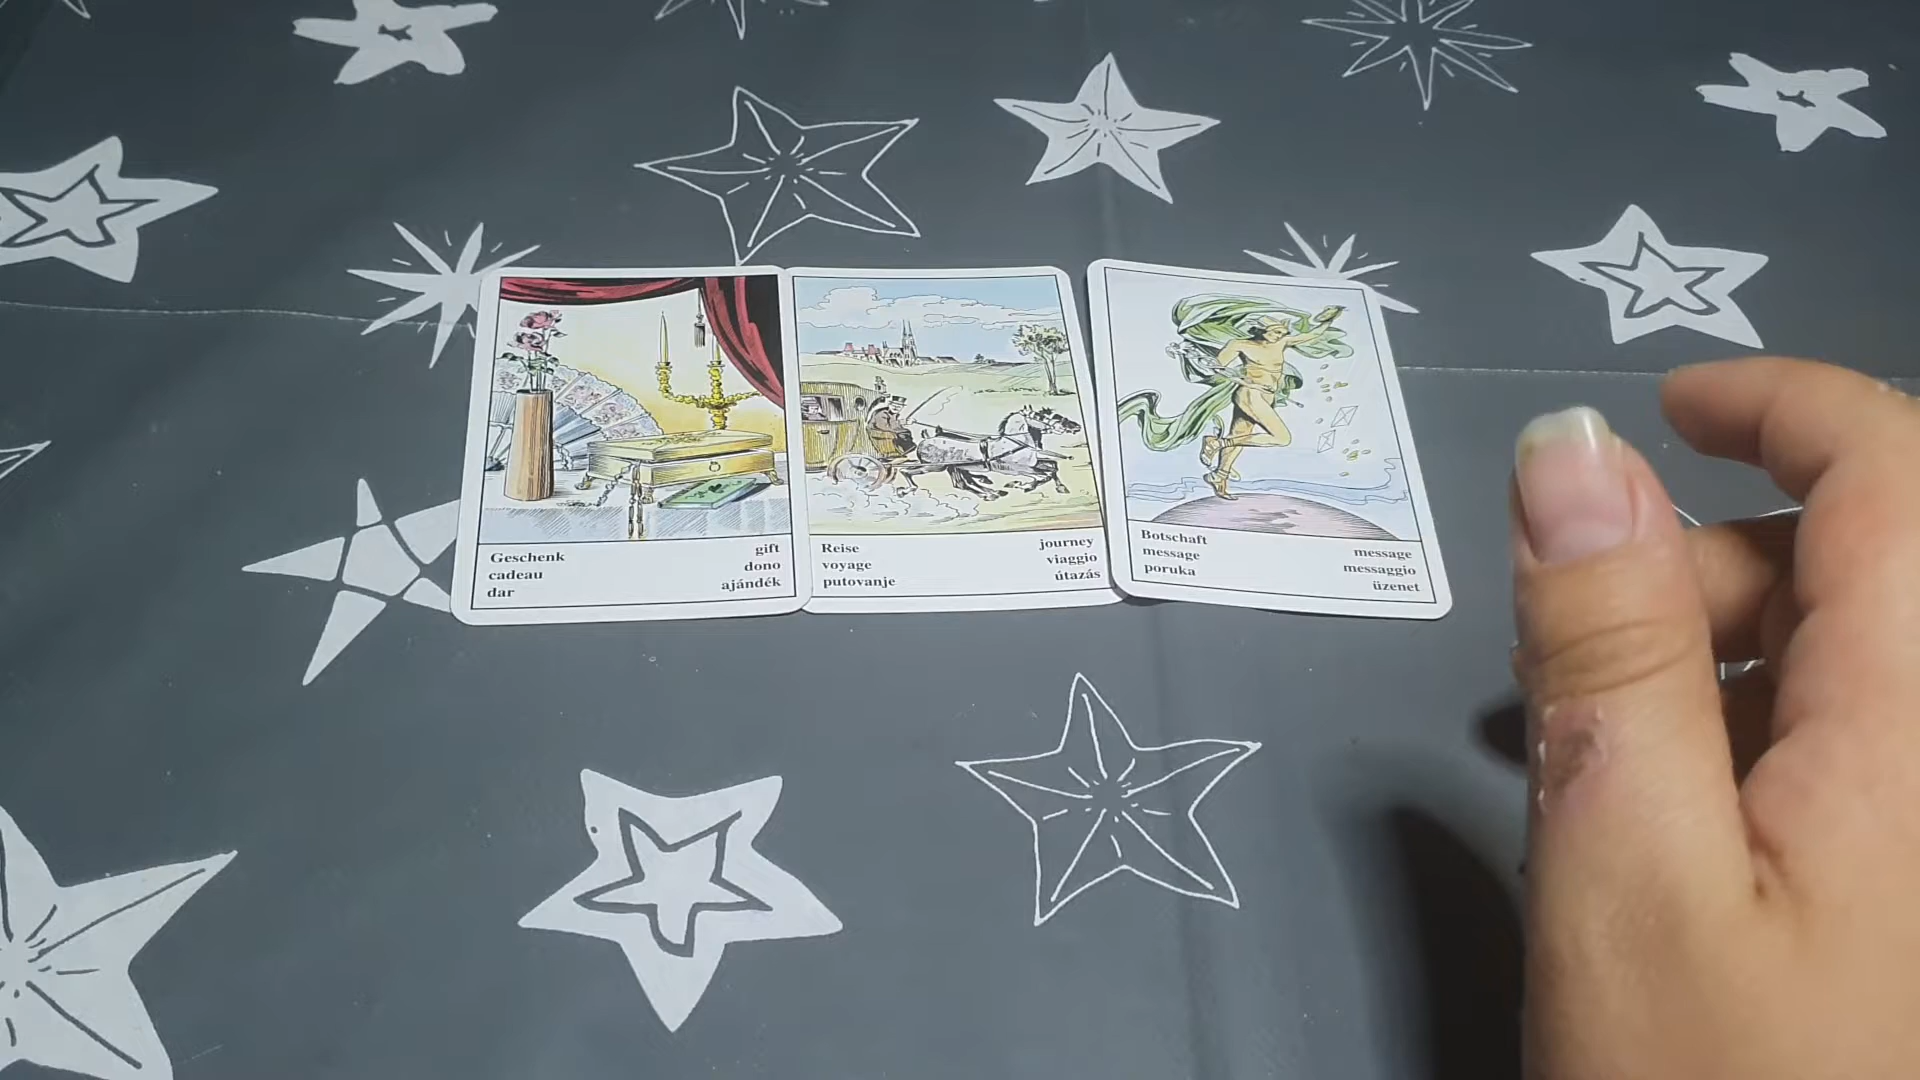 Geschenk
cadeau
dar
gift
dono
ajándék
Reise
voyage
putovanje
journey
viaggio
útazás
Botschaft
message
poruka
message
messaggio
üzenet